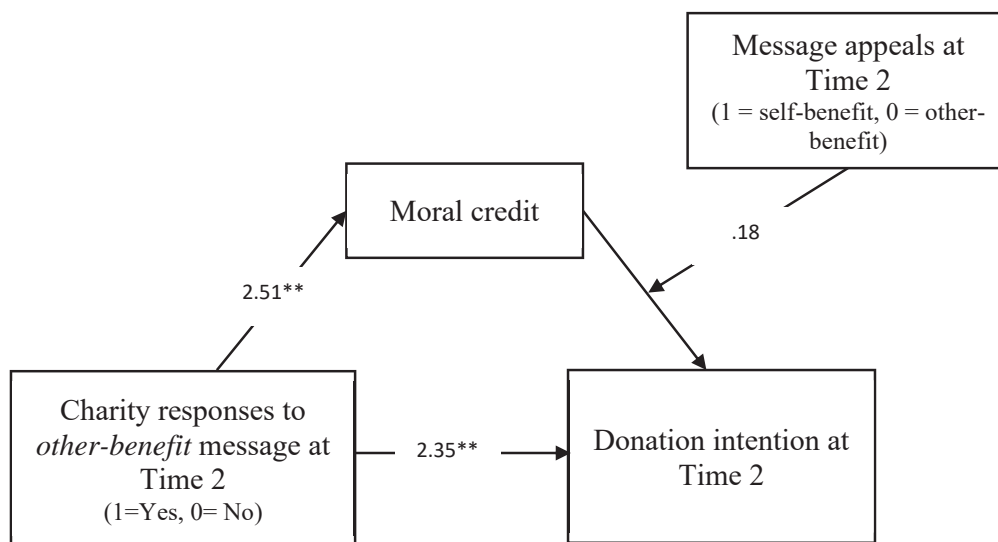 Message appeals at
Time 2
(1 = self-benefit, 0 = other-
benefit)
Moral credit
.18
2.51**
Charity responses to
other-benefit message at
Time 2
(1=Yes, 0= No)
2.35**
Donation intention at
Time 2